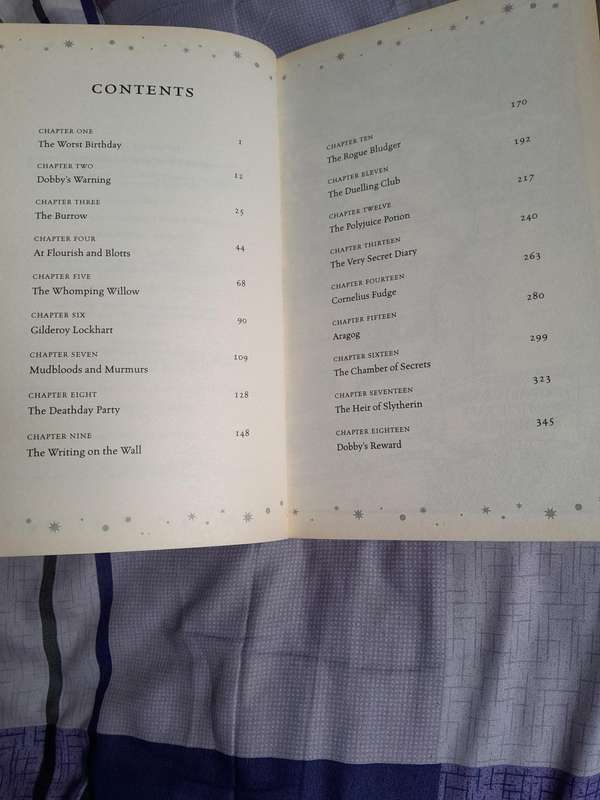 CONTENTS
CHAPTER ONE
The Worst Birthday 1
CHAPTER TWO
Dobby's Warning 12
CHAPTER THREE
The Burrow 25
CHAPTER FOUR
At Flourish and Blotts 44
CHAPTER FIVE
The Whomping Willow 68
CHAPTER SIX
Gilderoy Lockhart 90
CHAPTER SEVEN
Mudbloods and Murmurs 109
CHAPTER EIGHT
The Deathday Party 128
CHAPTER NINE
The Writing on the Wall 148
CHAPTER TEN
The Rogue Bludger 170
CHAPTER ELEVEN
The Duelling Club 192
CHAPTER TWELVE
The Polyjuice Potion 217
CHAPTER THIRTEEN
The Very Secret Diary 240
CHAPTER FOURTEEN
Cornelius Fudge 263
CHAPTER FIFTEEN
Aragog 280
CHAPTER SIXTEEN
The Chamber of Secrets 299
CHAPTER SEVENTEEN
The Heir of Slytherin 323
CHAPTER EIGHTEEN
Dobby's Reward 345